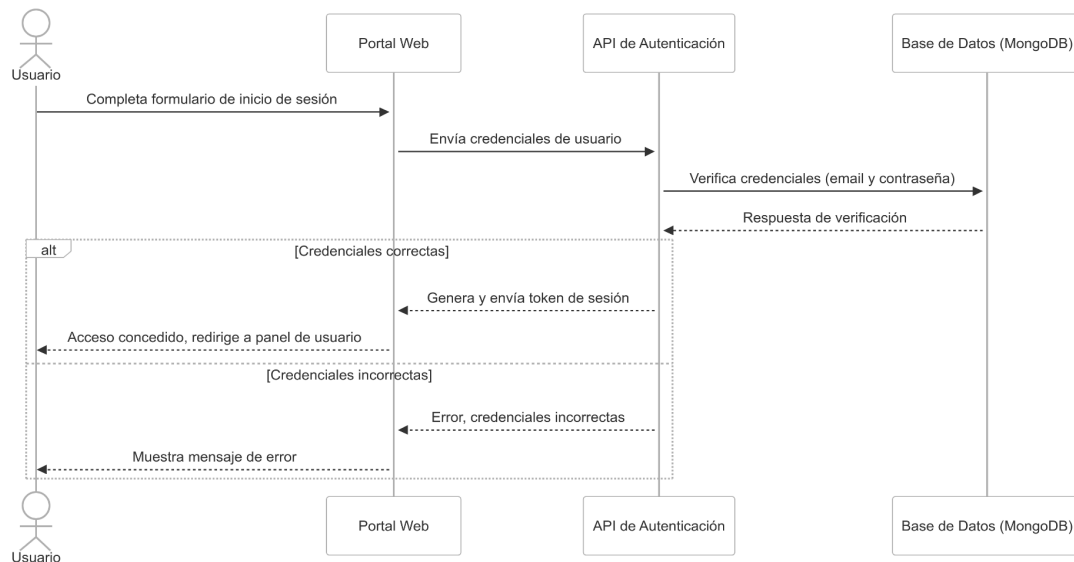 Usuario
Portal Web
API de Autenticación
Base de Datos (MongoDB)
Completa formulario de inicio de sesión
Envía credenciales de usuario
Verifica credenciales (email y contraseña)
Respuesta de verificación
alt
[Credenciales correctas]
Genera y envía token de sesión
Acceso concedido, redirige a panel de usuario
[Credenciales incorrectas]
Error, credenciales incorrectas
Muestra mensaje de error
Usuario
Portal Web
API de Autenticación
Base de Datos (MongoDB)